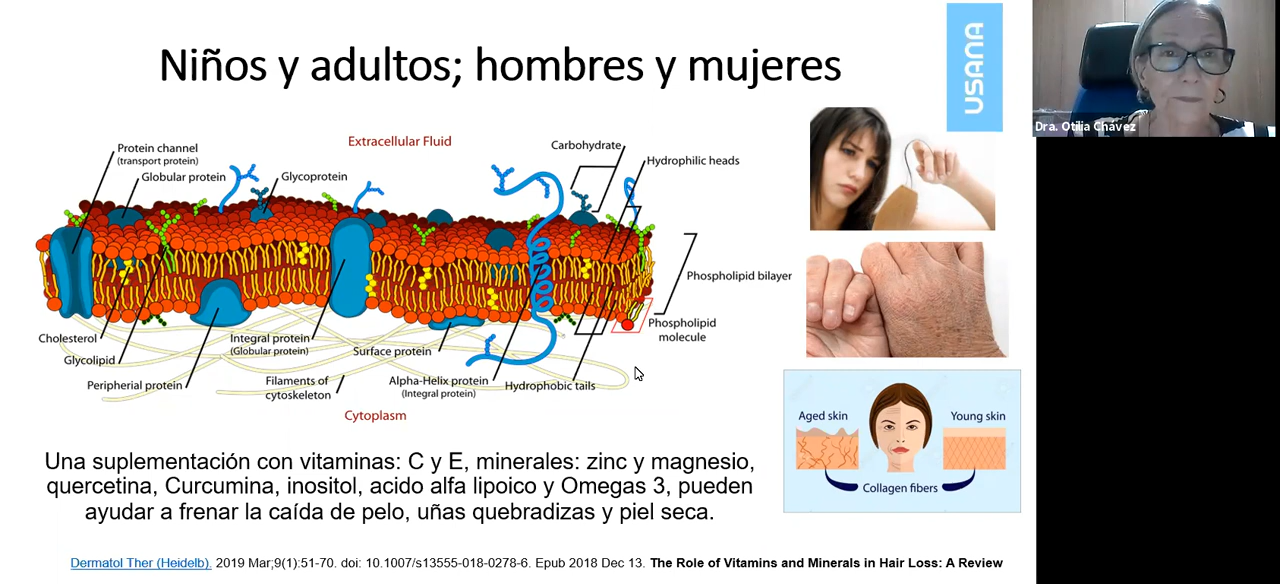 Niños y adultos; hombres y mujeres
USANA
Dra. Otilia Chávez
Extracellular Fluid
Protein channel
(transport protein)
Globular protein
Glycoprotein
Carbohydrate
Hydrophilic heads
Phospholipid bilayer
Phospholipid
molecule
Cholesterol
Glycolipid
Peripherial protein
Integral protein
(Globular protein)
Filaments of
cytoskeleton
Surface protein
Alpha-Helix protein
(Integral protein)
Hydrophobic tails
Cytoplasm
Aged skin
Young skin
Collagen fibers
Una suplementación con vitaminas: C y E, minerales: zinc y magnesio,
quercetina, Curcumina, inositol, acido alfa lipoico y Omegas 3, pueden
ayudar a frenar la caída de pelo, uñas quebradizas y piel seca.
Dermatol Ther (Heidelb). 2019 Mar;9(1):51-70. doi: 10.1007/s13555-018-0278-6. Epub 2018 Dec 13. The Role of Vitamins and Minerals in Hair Loss: A Review